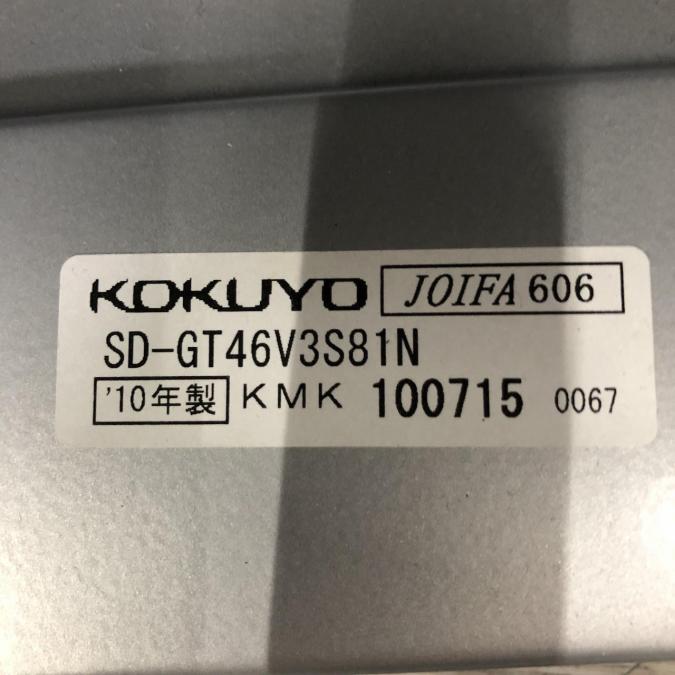 KOKUYO JOIFA 606
SD-GT46V3S81N
'10年製 KMK 100715 0067